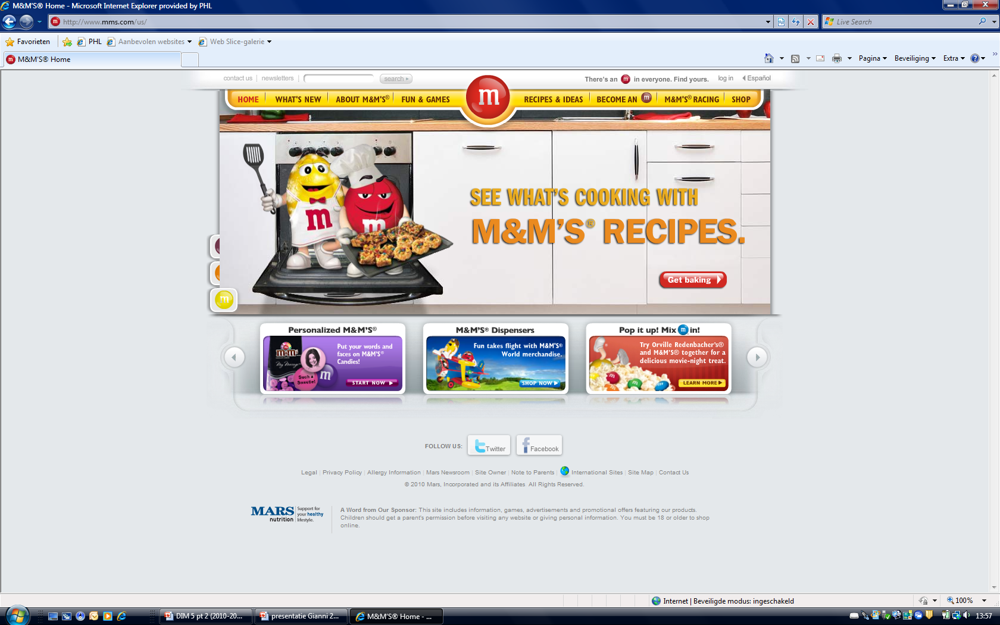 M&M'S® Home - Microsoft Internet Explorer provided by PHL
http://www.mms.com/us/
Live Search
Favorieten
PHL
Aanbevolen websites
Web Slice-galerie
M&M'S® Home
Pagina
Beveiliging
Extra
contact us
newsletters
search
There's an m in everyone. Find yours.
log in
Español
HOME
WHAT'S NEW
ABOUT M&M'S®
FUN & GAMES
m
RECIPES & IDEAS
BECOME AN m
M&M'S® RACING
SHOP
m
m
SEE WHAT'S COOKING WITH
M&M'S® RECIPES.
Get baking
m
Personalized M&M'S®
m&m's
My M&M's
Put your words and
faces on M&M'S®
Candies!
Such a
Sweetie!
m
START NOW
M&M'S® Dispensers
Fun takes flight with M&M'S®
World merchandise.
SHOP NOW
Pop it up! Mix m in!
Try Orville Redenbacher's®
and M&M'S® together for a
delicious movie-night treat.
m
m
m
LEARN MORE
FOLLOW US:
Twitter
Facebook
Legal | Privacy Policy | Allergy Information | Mars Newsroom | Site Owner | Note to Parents | International Sites | Site Map | Contact Us
© 2010 Mars, Incorporated and its Affiliates. All Rights Reserved.
MARS
nutrition
Support for
your healthy
lifestyle.
A Word from Our Sponsor: This site includes information, games, advertisements and promotional offers featuring our products.
Children should get a parent's permission before visiting any website or giving personal information. You must be 18 or older to shop
online.
Internet | Beveiligde modus: ingeschakeld
100%
DIM 5 pt 2 (2010-20...
presentatie Gianni 2...
M&M'S® Home - ...
13:57